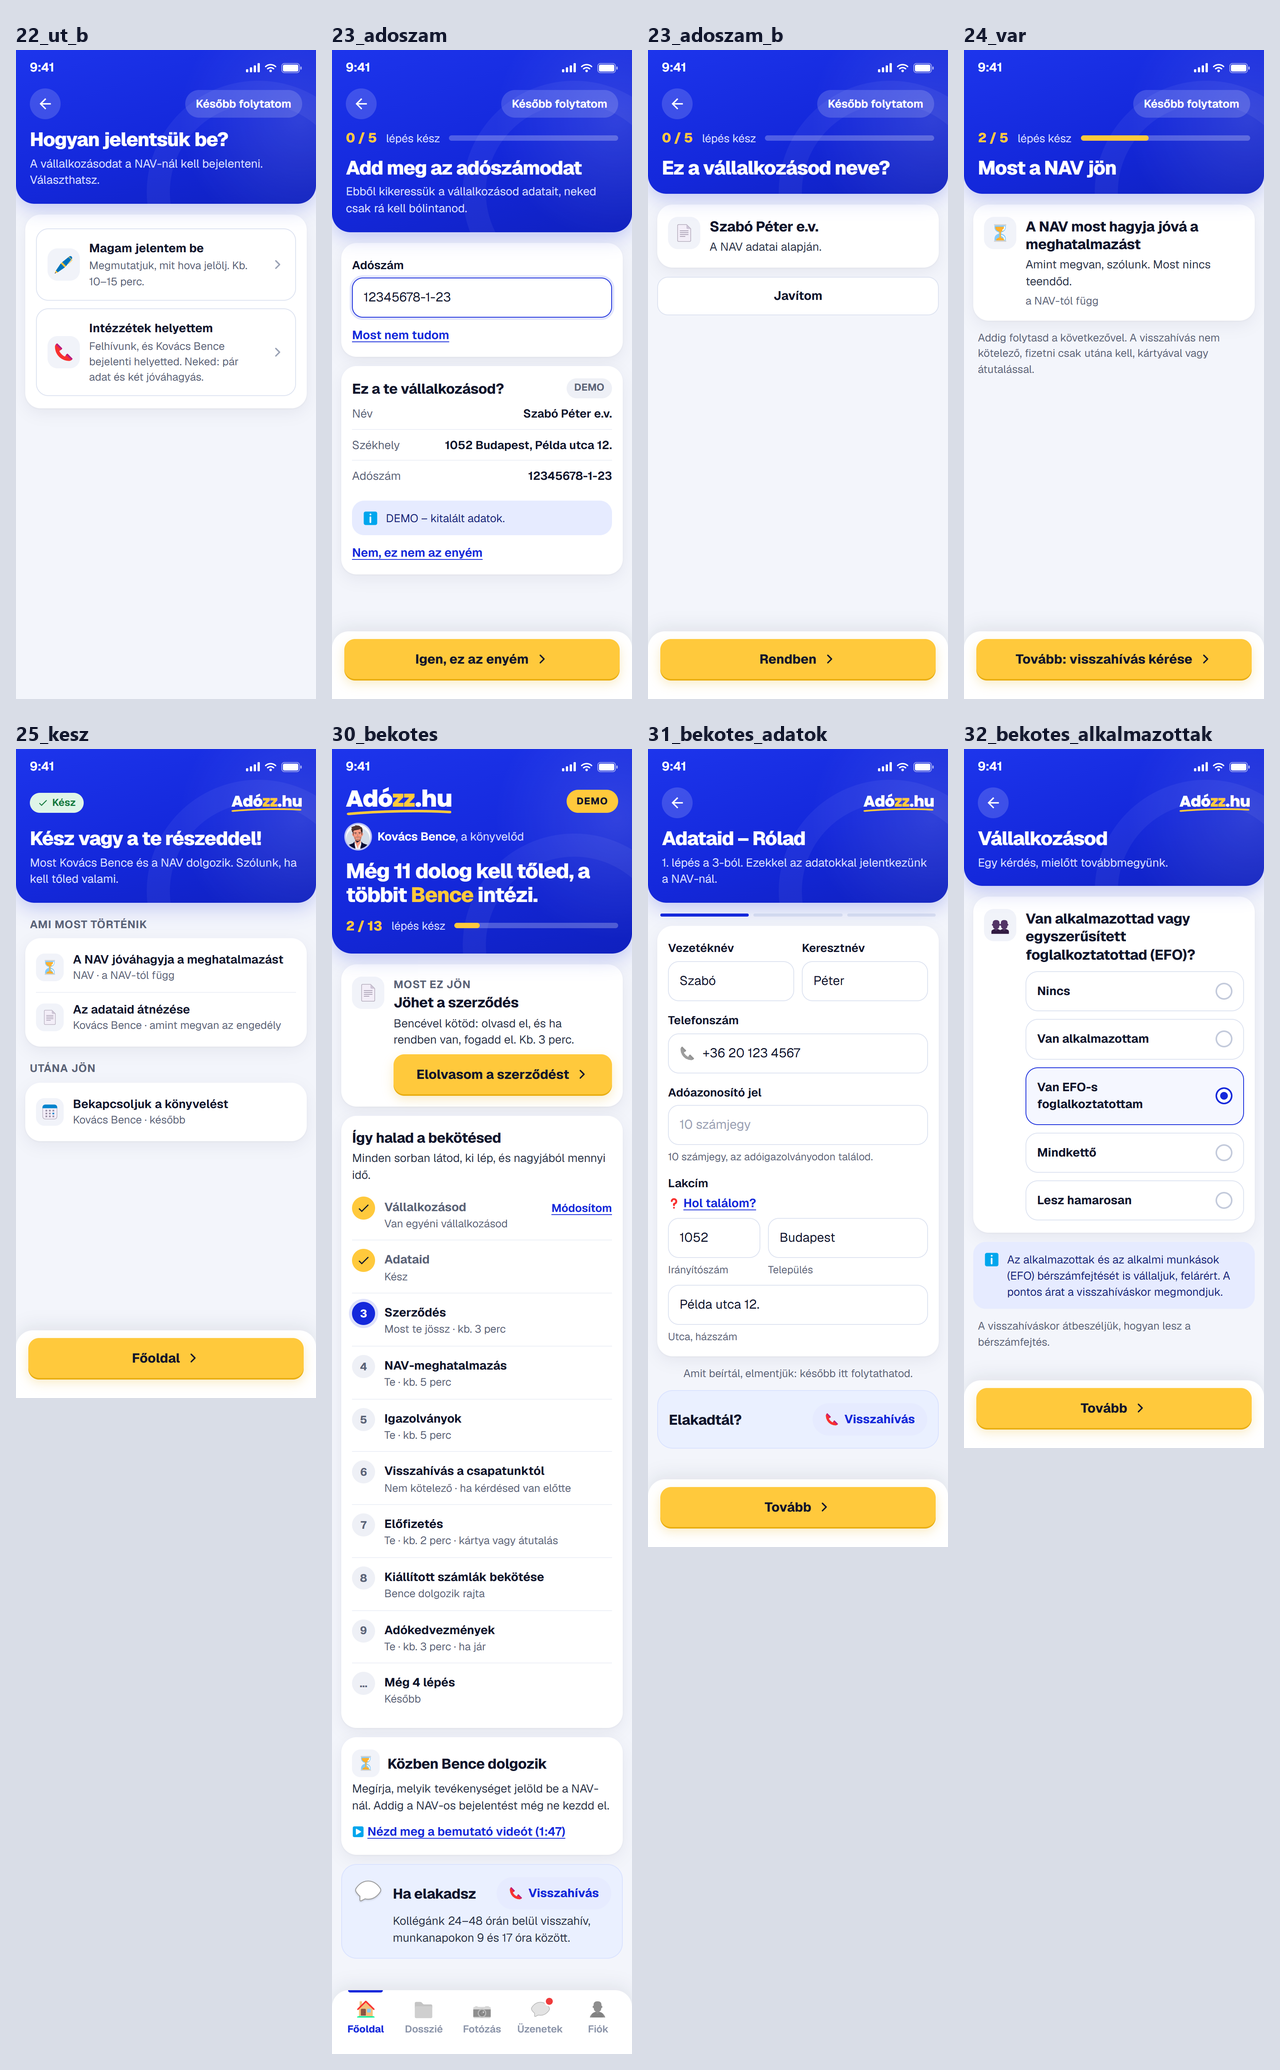 22_ut_b
9:41
Később folytatom
Hogyan jelentsük be?
A vállalkozásodat a NAV-nál kell bejelenteni.
Választhatsz.
Magam jelentem be
Megmutatjuk, mit hova jelölj. Kb.
10–15 perc.
Intézzétek helyettem
Felhívunk, és Kovács Bence
bejelenti helyetted. Neked: pár
adat és két jóváhagyás.
23_adoszam
9:41
Később folytatom
0 / 5 lépés kész
Add meg az adószámodat
Ebből kikeressük a vállalkozásod adatait, neked
csak rá kell bólintanod.
Adószám
12345678-1-23
Most nem tudom
Ez a te vállalkozásod?
DEMO
Név Szabó Péter e.v.
Székhely 1052 Budapest, Példa utca 12.
Adószám 12345678-1-23
DEMO – kitalált adatok.
Nem, ez nem az enyém
Igen, ez az enyém
23_adoszam_b
9:41
Később folytatom
0 / 5 lépés kész
Ez a vállalkozásod neve?
Szabó Péter e.v.
A NAV adatai alapján.
Javítom
Rendben
24_var
9:41
Később folytatom
2 / 5 lépés kész
Most a NAV jön
A NAV most hagyja jóvá a
meghatalmazást
Amint megvan, szólunk. Most nincs
teendőd.
a NAV-tól függ
Addig folytasd a következővel. A visszahívás nem
kötelező, fizetni csak utána kell, kártyával vagy
átutalással.
Tovább: visszahívás kérése
25_kesz
9:41
Kész
Adózz.hu
Kész vagy a te részeddel!
Most Kovács Bence és a NAV dolgozik. Szólunk, ha
kell tőled valami.
AMI MOST TÖRTÉNIK
A NAV jóváhagyja a meghatalmazást
NAV · a NAV-tól függ
Az adataid átnézése
Kovács Bence · amint megvan az engedély
UTÁNA JÖN
Bekapcsoljuk a könyvelést
Kovács Bence · később
Főoldal
30_bekotes
9:41
Adózz.hu
DEMO
Kovács Bence, a könyvelőd
Még 11 dolog kell tőled, a
többit Bence intézi.
2 / 13 lépés kész
MOST EZ JÖN
Jöhet a szerződés
Bencével kötöd: olvasd el, és ha
rendben van, fogadd el. Kb. 3 perc.
Elolvasom a szerződést
Így halad a bekötésed
Minden sorban látod, ki lép, és nagyjából mennyi
idő.
Vállalkozásod Módosítom
Van egyéni vállalkozásod
Adataid
Kész
3 Szerződés
Most te jössz · kb. 3 perc
4 NAV-meghatalmazás
Te · kb. 5 perc
5 Igazolványok
Te · kb. 5 perc
6 Visszahívás a csapatunktól
Nem kötelező · ha kérdésed van előtte
7 Előfizetés
Te · kb. 2 perc · kártya vagy átutalás
8 Kiállított számlák bekötése
Bence dolgozik rajta
9 Adókedvezmények
Te · kb. 3 perc · ha jár
... Még 4 lépés
Később
Közben Bence dolgozik
Megírja, melyik tevékenységet jelöld be a NAV-
nál. Addig a NAV-os bejelentést még ne kezdd el.
Nézd meg a bemutató videót (1:47)
Ha elakadsz
Visszahívás
Kollégánk 24–48 órán belül visszahív,
munkanapokon 9 és 17 óra között.
Főoldal Dosszié Fotózás Üzenetek Fiók
31_bekotes_adatok
9:41
Adózz.hu
Adataid – Rólad
1. lépés a 3-ból. Ezekkel az adatokkal jelentkezünk
a NAV-nál.
Vezetéknév Keresztnév
Szabó Péter
Telefonszám
+36 20 123 4567
Adóazonosító jel
10 számjegy
10 számjegy, az adóigazolványodon találod.
Lakcím
Hol találom?
1052 Budapest
Irányítószám Település
Példa utca 12.
Utca, házszám
Amit beírtál, elmentjük: később itt folytathatod.
Elakadtál?
Visszahívás
Tovább
32_bekotes_alkalmazottak
9:41
Adózz.hu
Vállalkozásod
Egy kérdés, mielőtt továbbmegyünk.
Van alkalmazottad vagy
egyszerűsített
foglalkoztatottad (EFO)?
Nincs
Van alkalmazottam
Van EFO-s
foglalkoztatottam
Mindkettő
Lesz hamarosan
Az alkalmazottak és az alkalmi munkások
(EFO) bérszámfejtését is vállaljuk, felárért. A
pontos árat a visszahíváskor megmondjuk.
A visszahíváskor átbeszéljük, hogyan lesz a
bérszámfejtés.
Tovább